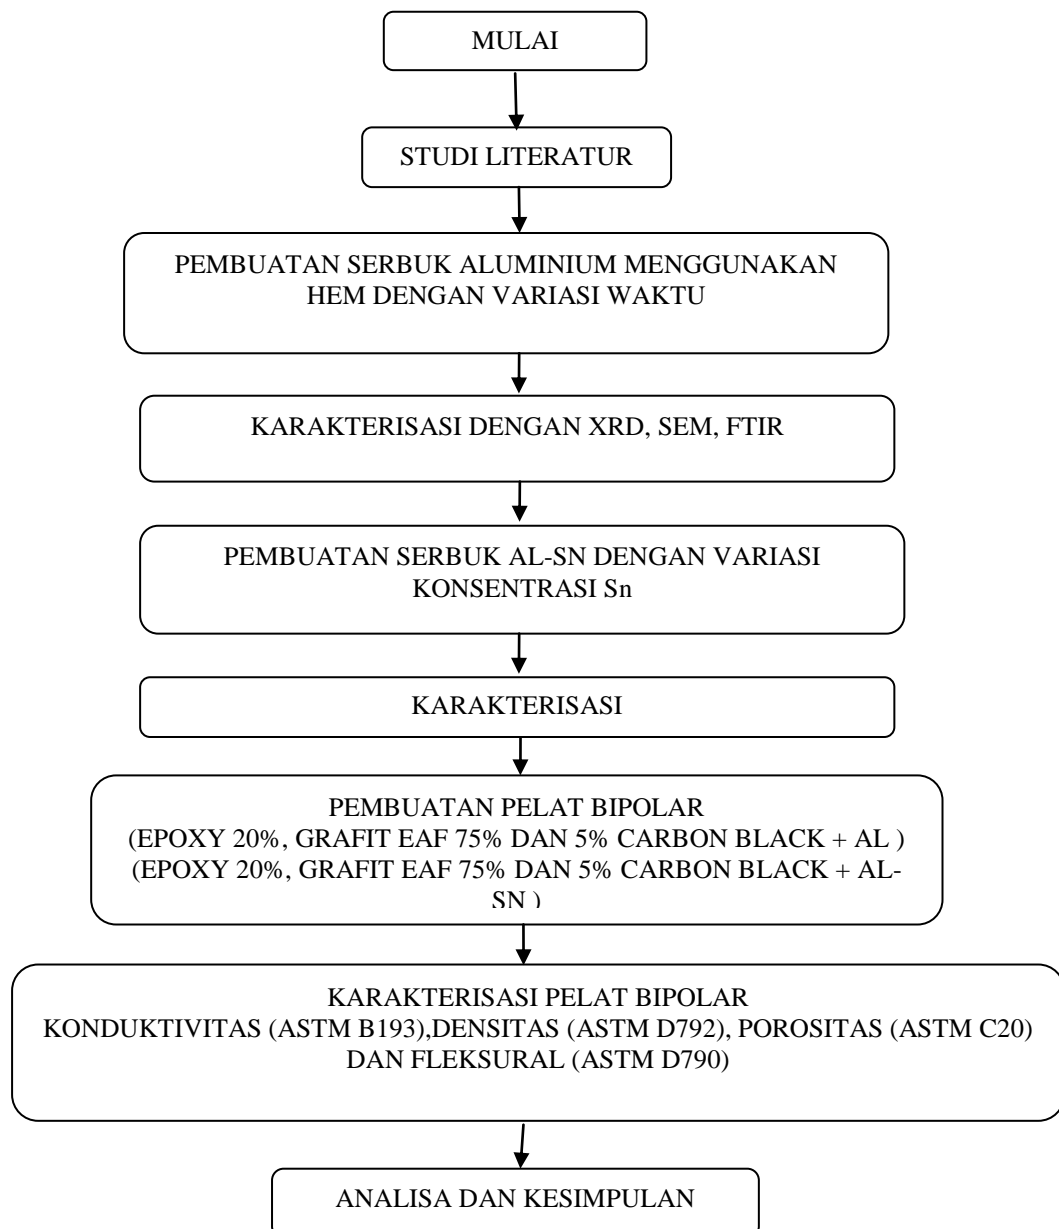 MULAI
STUDI LITERATUR
PEMBUATAN SERBUK ALUMINIUM MENGGUNAKAN
HEM DENGAN VARIASI WAKTU
KARAKTERISASI DENGAN XRD, SEM, FTIR
PEMBUATAN SERBUK AL-SN DENGAN VARIASI
KONSENTRASI Sn
KARAKTERISASI
PEMBUATAN PELAT BIPOLAR
(EPOXY 20%, GRAFIT EAF 75% DAN 5% CARBON BLACK + AL )
(EPOXY 20%, GRAFIT EAF 75% DAN 5% CARBON BLACK + AL-
SN )
KARAKTERISASI PELAT BIPOLAR
KONDUKTIVITAS (ASTM B193),DENSITAS (ASTM D792), POROSITAS (ASTM C20)
DAN FLEKSURAL (ASTM D790)
ANALISA DAN KESIMPULAN